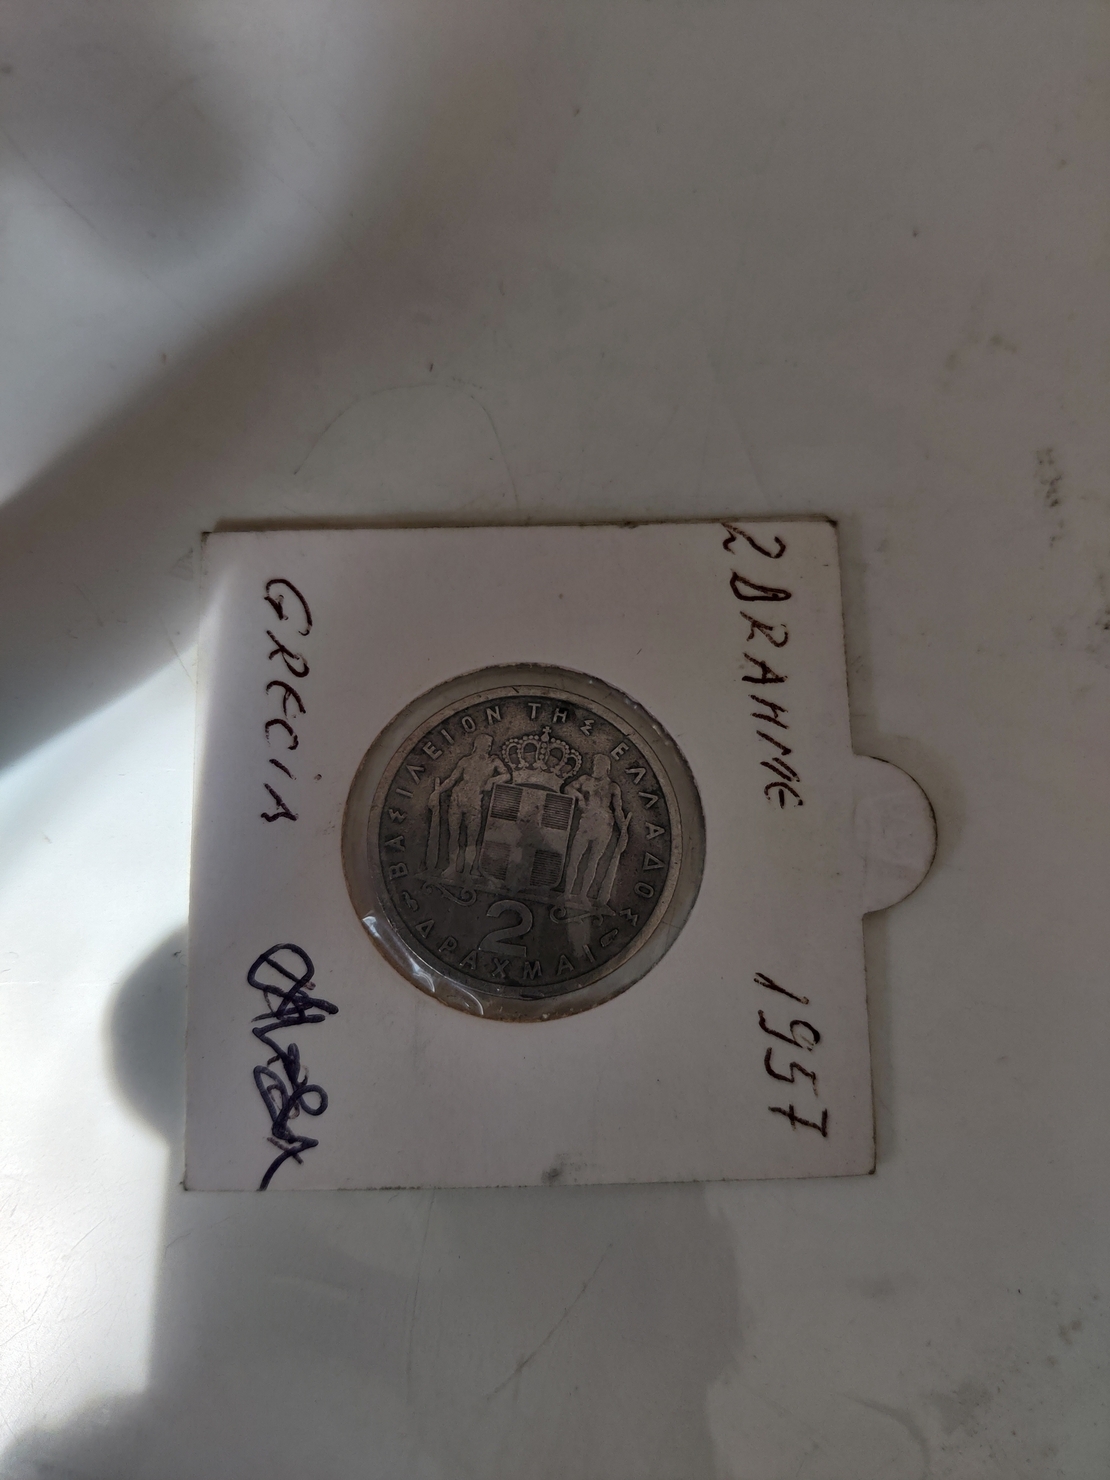 2 DRAHME 1957
ΒΑΣΙΛΕΙΟΝ ΤΗΣ ΕΛΛΑΔΟΣ
2
ΔΡΑΧΜΑΙ
GRECIA